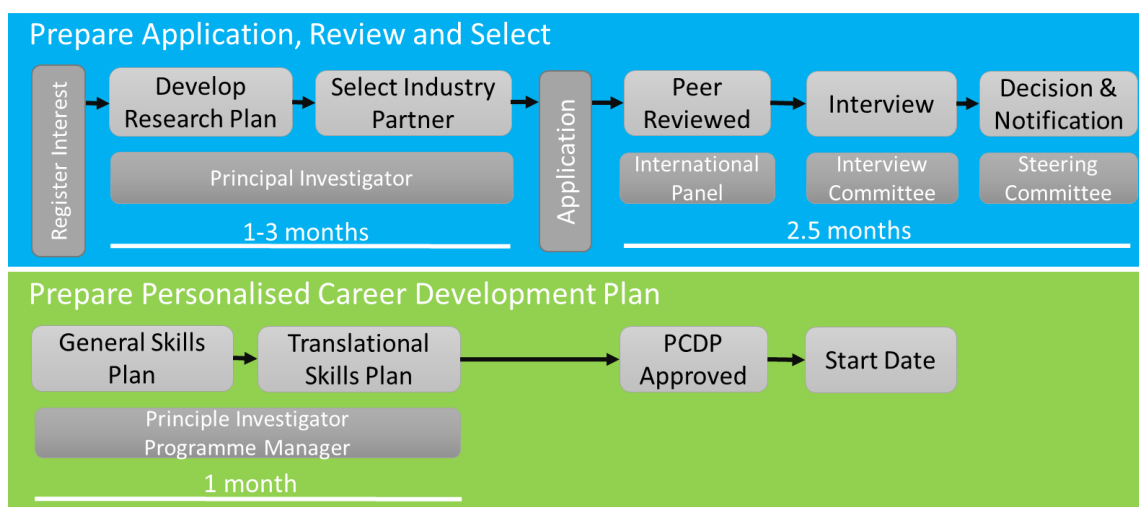 Prepare Application, Review and Select
Register Interest
Develop
Research Plan
Select Industry
Partner
Principal Investigator
1-3 months
Application
Peer
Reviewed
Interview
Decision &
Notification
International
Panel
Interview
Committee
Steering
Committee
2.5 months
Prepare Personalised Career Development Plan
General Skills
Plan
Translational
Skills Plan
PCDP
Approved
Start Date
Principle Investigator
Programme Manager
1 month